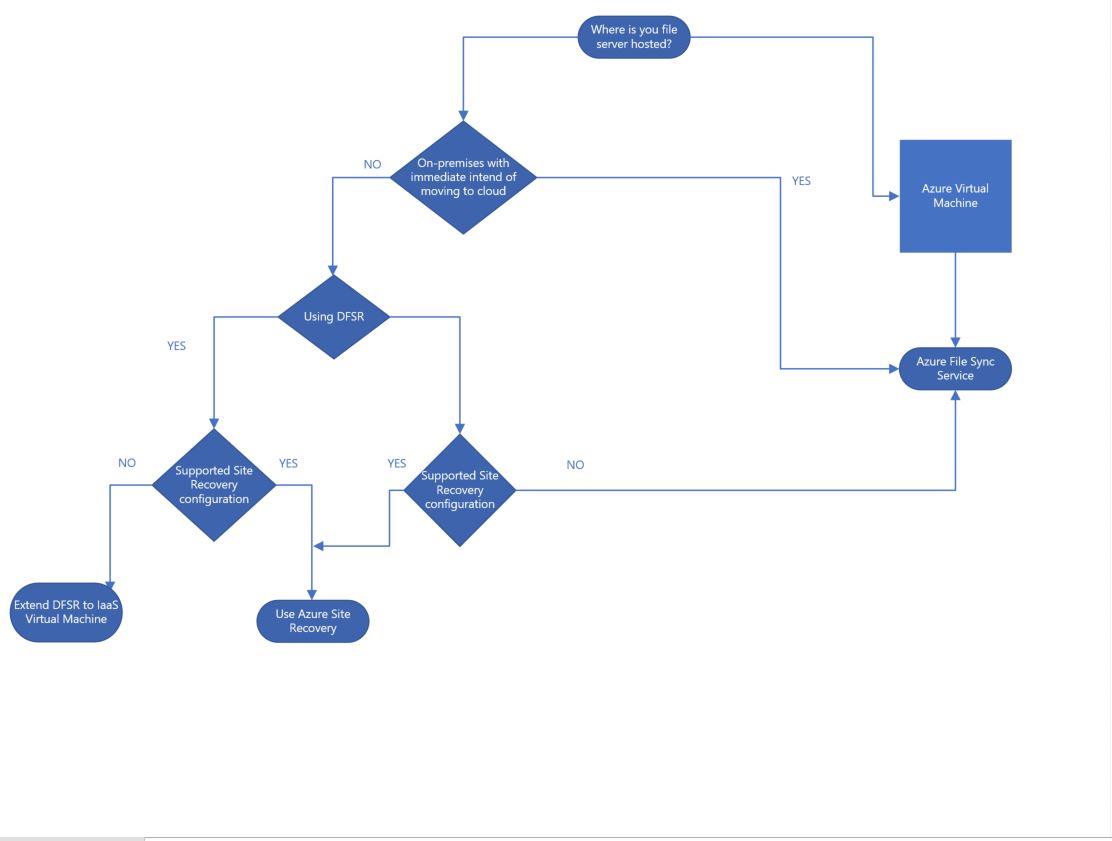 Where is you file
server hosted?
On-premises with
immediate intend of
moving to cloud
NO
YES
Azure Virtual
Machine
Using DFSR
YES
Azure File Sync
Service
NO
Supported Site
Recovery
configuration
YES
YES
Supported Site
Recovery
configuration
NO
Extend DFSR to IaaS
Virtual Machine
Use Azure Site
Recovery